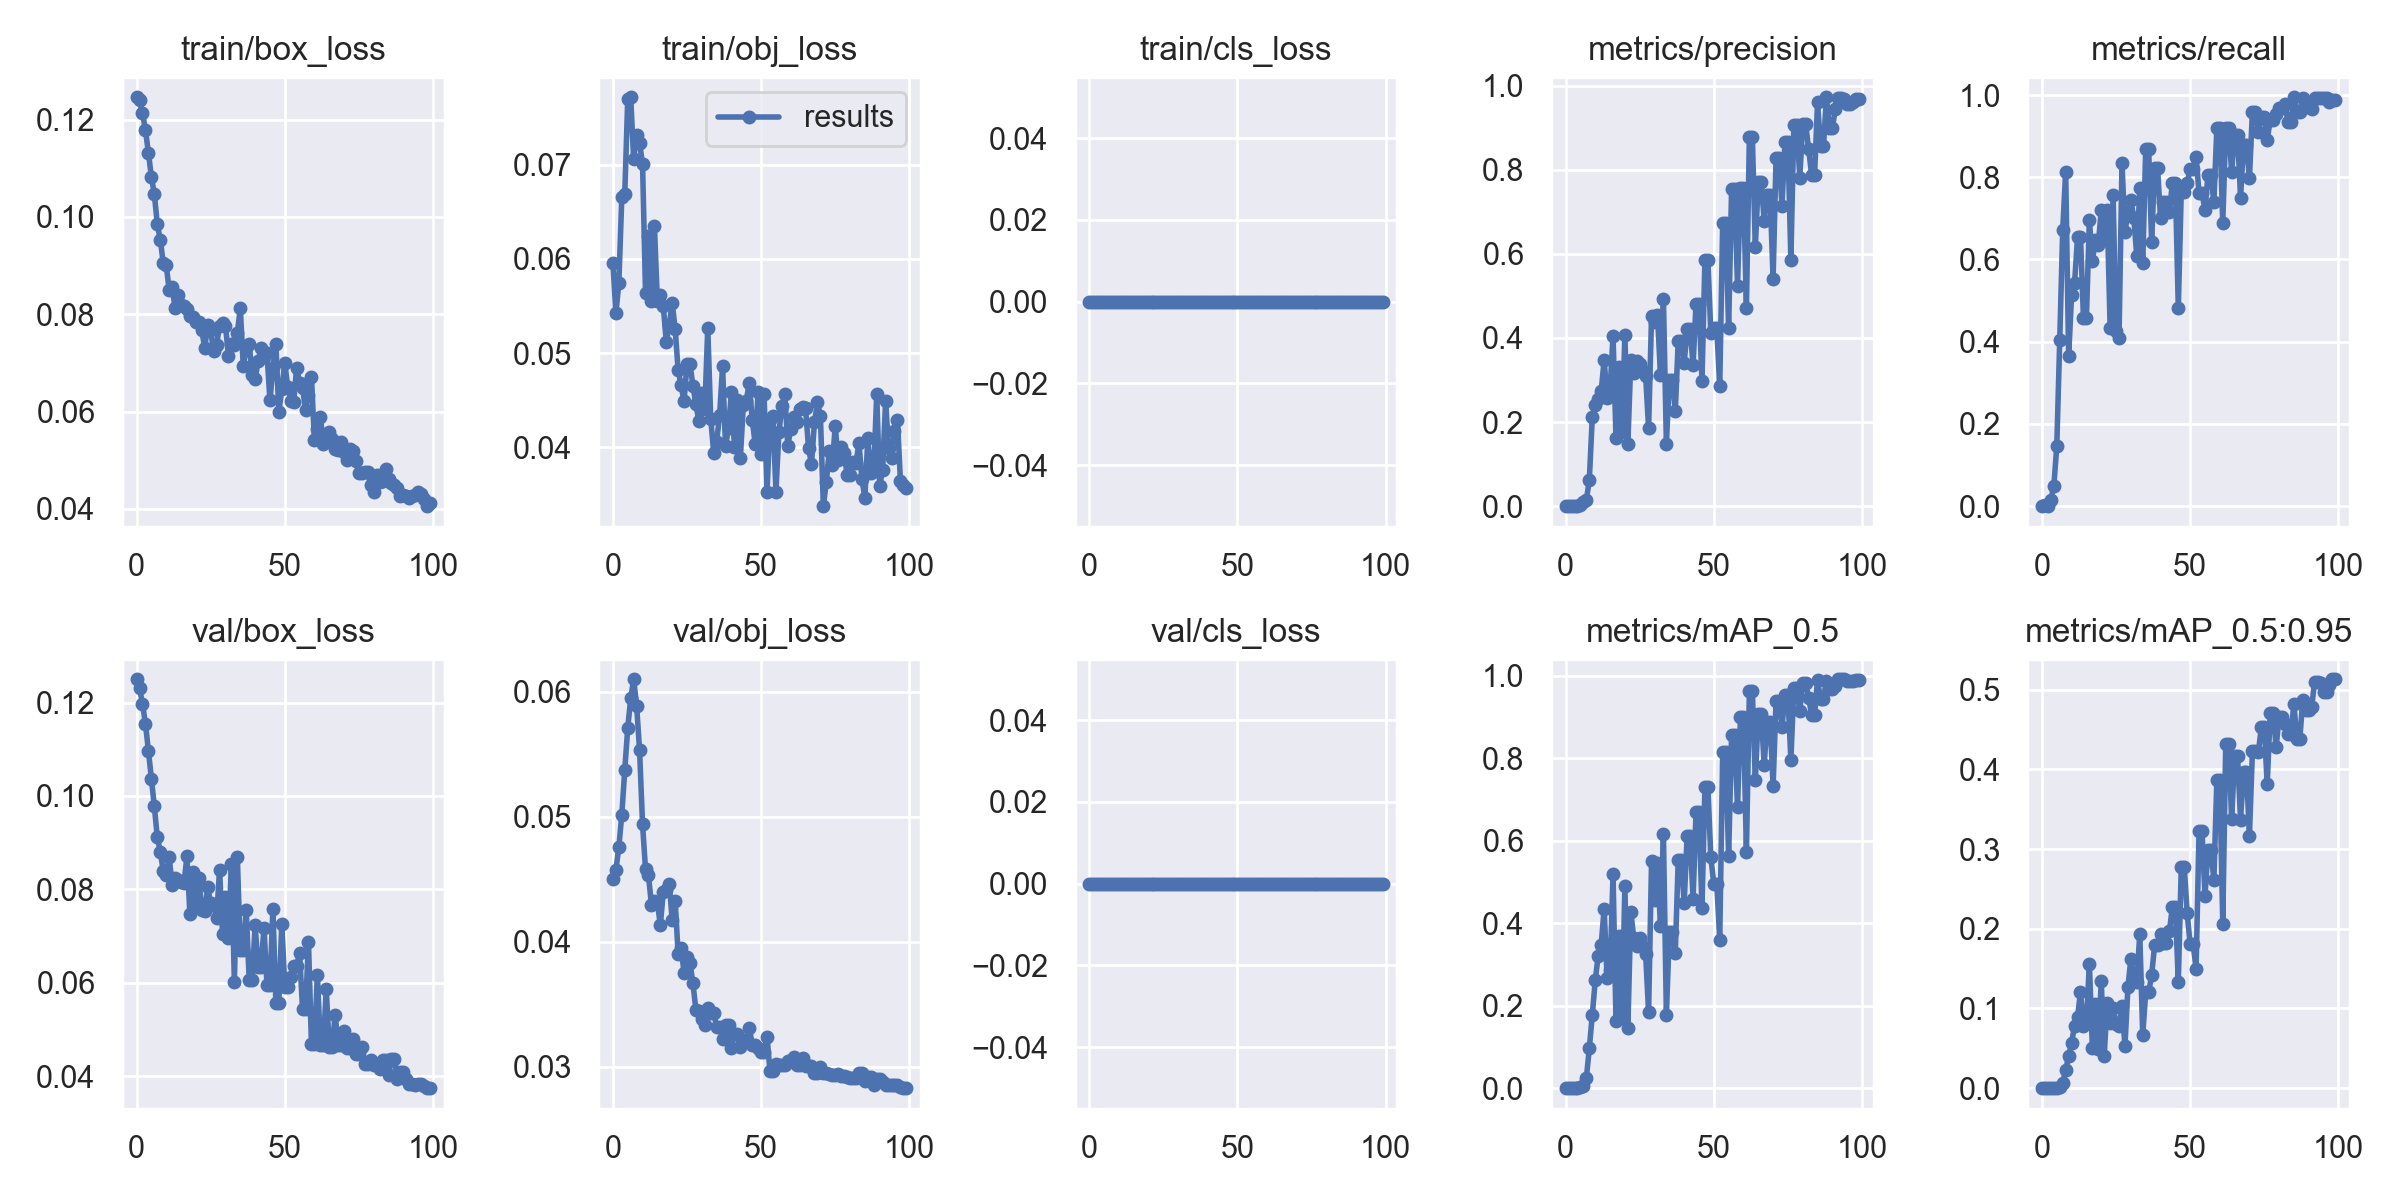 train/box_loss
0.12
0.10
0.08
0.06
0.04
0 50 100
train/obj_loss
results
0.07
0.06
0.05
0.04
0 50 100
train/cls_loss
0.04
0.02
0.00
−0.02
−0.04
0 50 100
metrics/precision
1.0
0.8
0.6
0.4
0.2
0.0
0 50 100
metrics/recall
1.0
0.8
0.6
0.4
0.2
0.0
0 50 100
val/box_loss
0.12
0.10
0.08
0.06
0.04
0 50 100
val/obj_loss
0.06
0.05
0.04
0.03
0 50 100
val/cls_loss
0.04
0.02
0.00
−0.02
−0.04
0 50 100
metrics/mAP_0.5
1.0
0.8
0.6
0.4
0.2
0.0
0 50 100
metrics/mAP_0.5:0.95
0.5
0.4
0.3
0.2
0.1
0.0
0 50 100